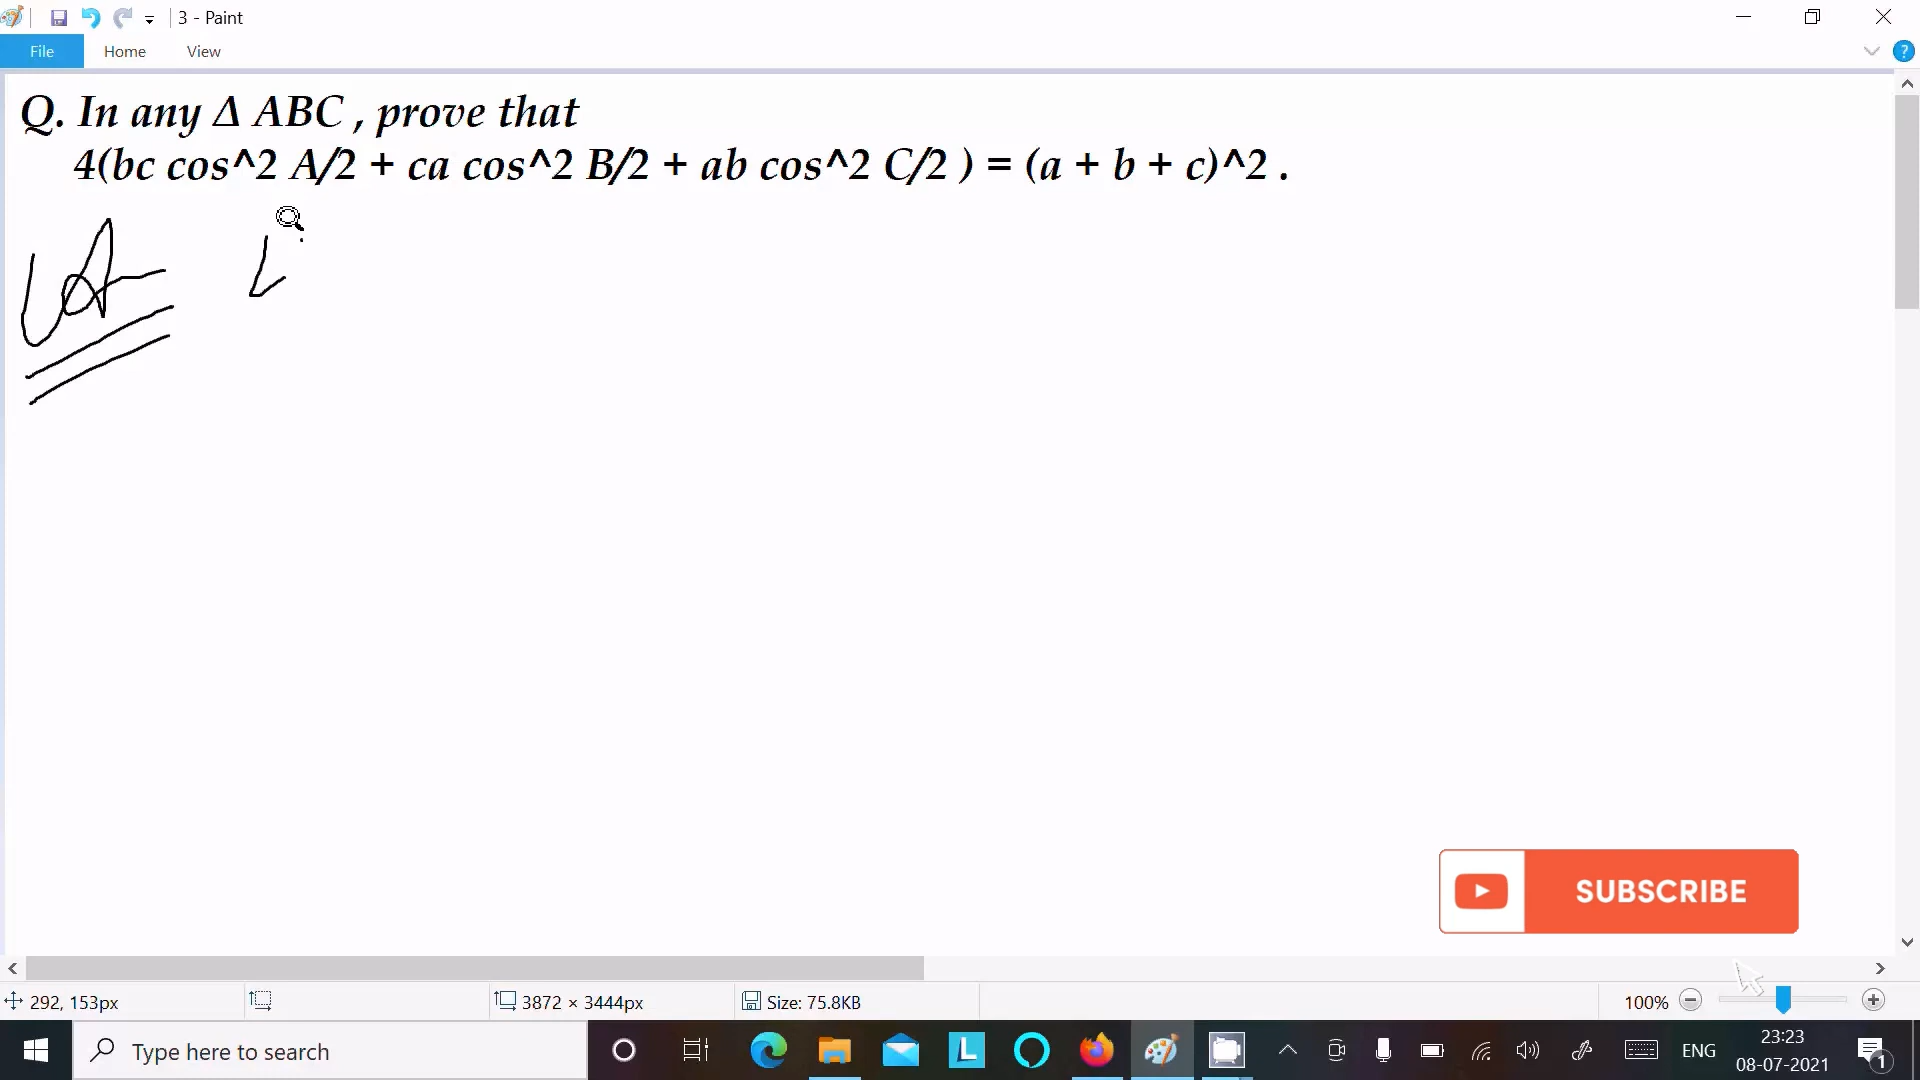 3 - Paint
File Home View
Q. In any Δ ABC , prove that
4(bc cos^2 A/2 + ca cos^2 B/2 + ab cos^2 C/2 ) = (a + b + c)^2 .
SUBSCRIBE
292, 153px 3872 × 3444px Size: 75.8KB 100%
Type here to search
ENG
23:23
08-07-2021
1